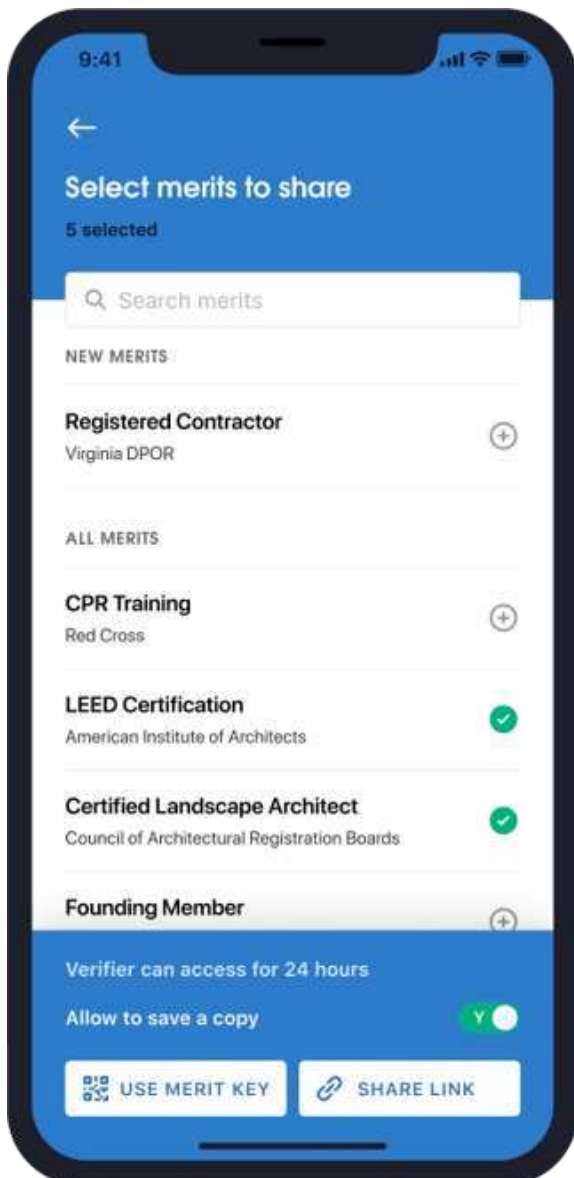 9:41
Select merits to share
5 selected
Search merits
NEW MERITS
Registered Contractor
Virginia DPOR
ALL MERITS
CPR Training
Red Cross
LEED Certification
American Institute of Architects
Certified Landscape Architect
Council of Architectural Registration Boards
Founding Member
Verifier can access for 24 hours
Allow to save a copy
Y
USE MERIT KEY
SHARE LINK